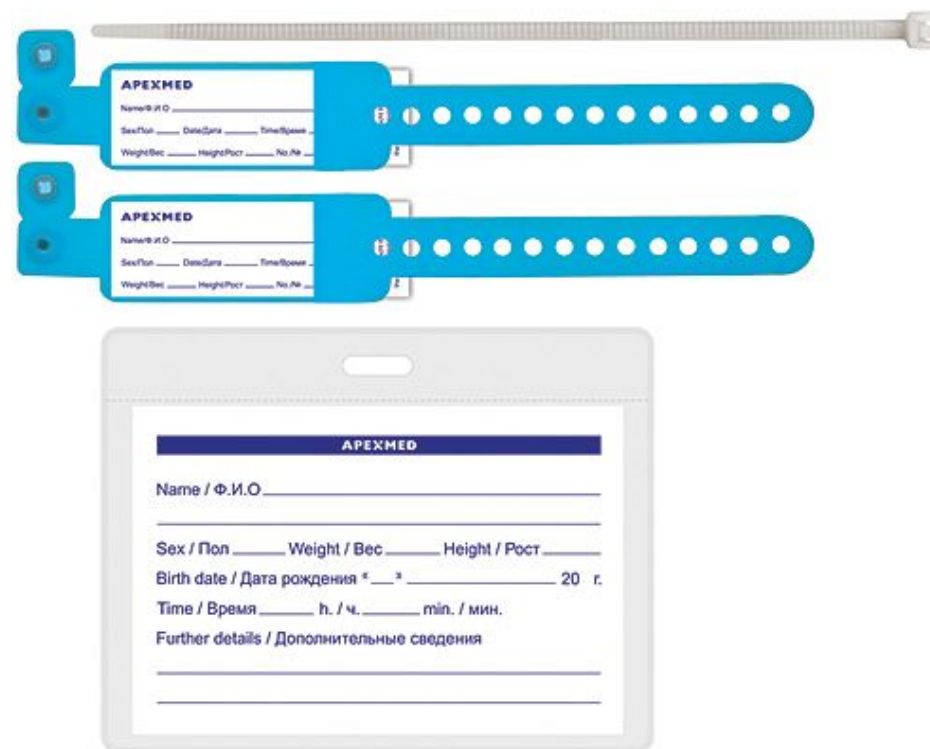 APEXMED
Name/Ф.И.О
Sex/Пол Date/Дата Time/Время
Weight/Вес Height/Рост No./№
APEXMED
Name/Ф.И.О
Sex/Пол Date/Дата Time/Время
Weight/Вес Height/Рост No./№
APEXMED
Name / Ф.И.О
Sex / Пол Weight / Вес Height / Рост
Birth date / Дата рождения « » 20 г.
Time / Время h. / ч. min. / мин.
Further details / Дополнительные сведения